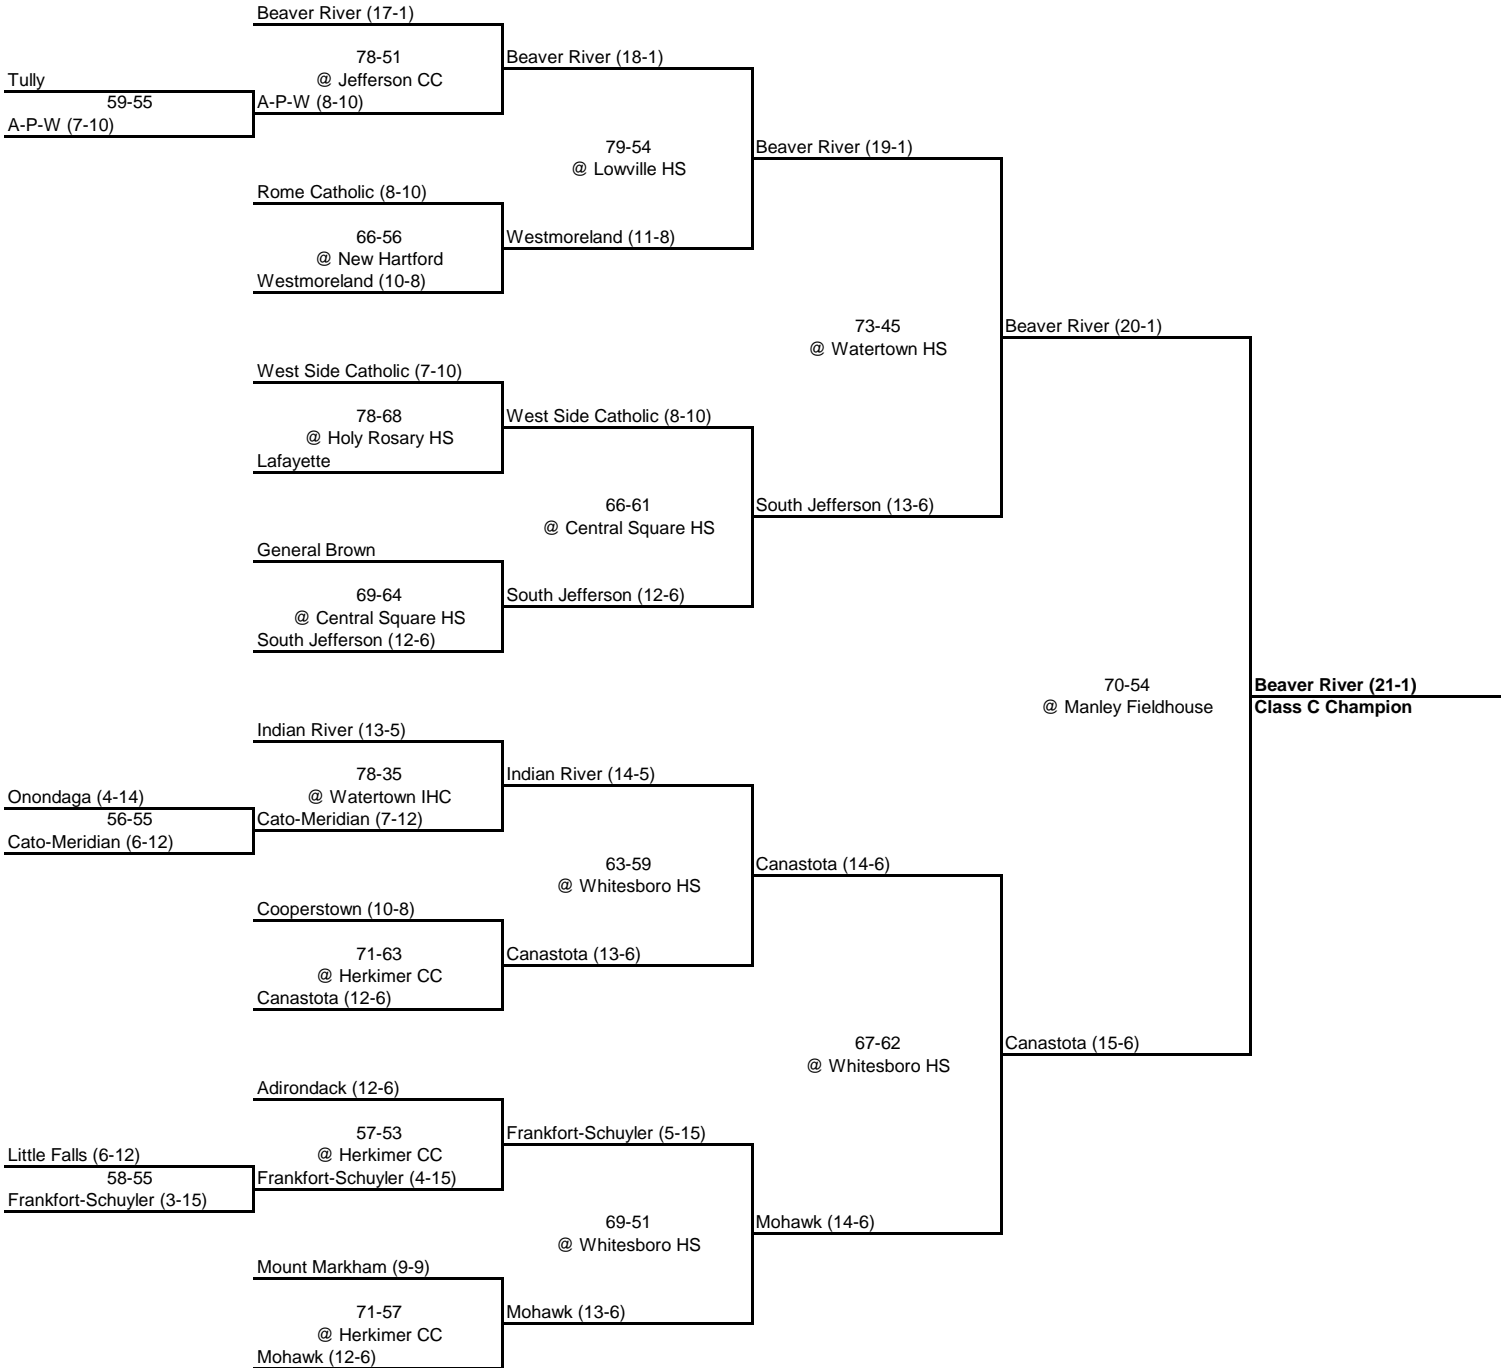 Beaver River (17-1)
78-51
@ Jefferson CC
Beaver River (18-1)
Tully
59-55
A-P-W (7-10)
A-P-W (8-10)
79-54
@ Lowville HS
Beaver River (19-1)
Rome Catholic (8-10)
66-56
@ New Hartford
Westmoreland (10-8)
Westmoreland (11-8)
73-45
@ Watertown HS
Beaver River (20-1)
West Side Catholic (7-10)
78-68
@ Holy Rosary HS
Lafayette
West Side Catholic (8-10)
66-61
@ Central Square HS
South Jefferson (13-6)
General Brown
69-64
@ Central Square HS
South Jefferson (12-6)
South Jefferson (12-6)
70-54
@ Manley Fieldhouse
Beaver River (21-1)
Class C Champion
Indian River (13-5)
78-35
@ Watertown IHC
Indian River (14-5)
Onondaga (4-14)
56-55
Cato-Meridian (6-12)
Cato-Meridian (7-12)
63-59
@ Whitesboro HS
Canastota (14-6)
Cooperstown (10-8)
71-63
@ Herkimer CC
Canastota (12-6)
Canastota (13-6)
67-62
@ Whitesboro HS
Canastota (15-6)
Adirondack (12-6)
57-53
@ Herkimer CC
Frankfort-Schuyler (5-15)
Little Falls (6-12)
58-55
Frankfort-Schuyler (3-15)
Frankfort-Schuyler (4-15)
69-51
@ Whitesboro HS
Mohawk (14-6)
Mount Markham (9-9)
71-57
@ Herkimer CC
Mohawk (12-6)
Mohawk (13-6)